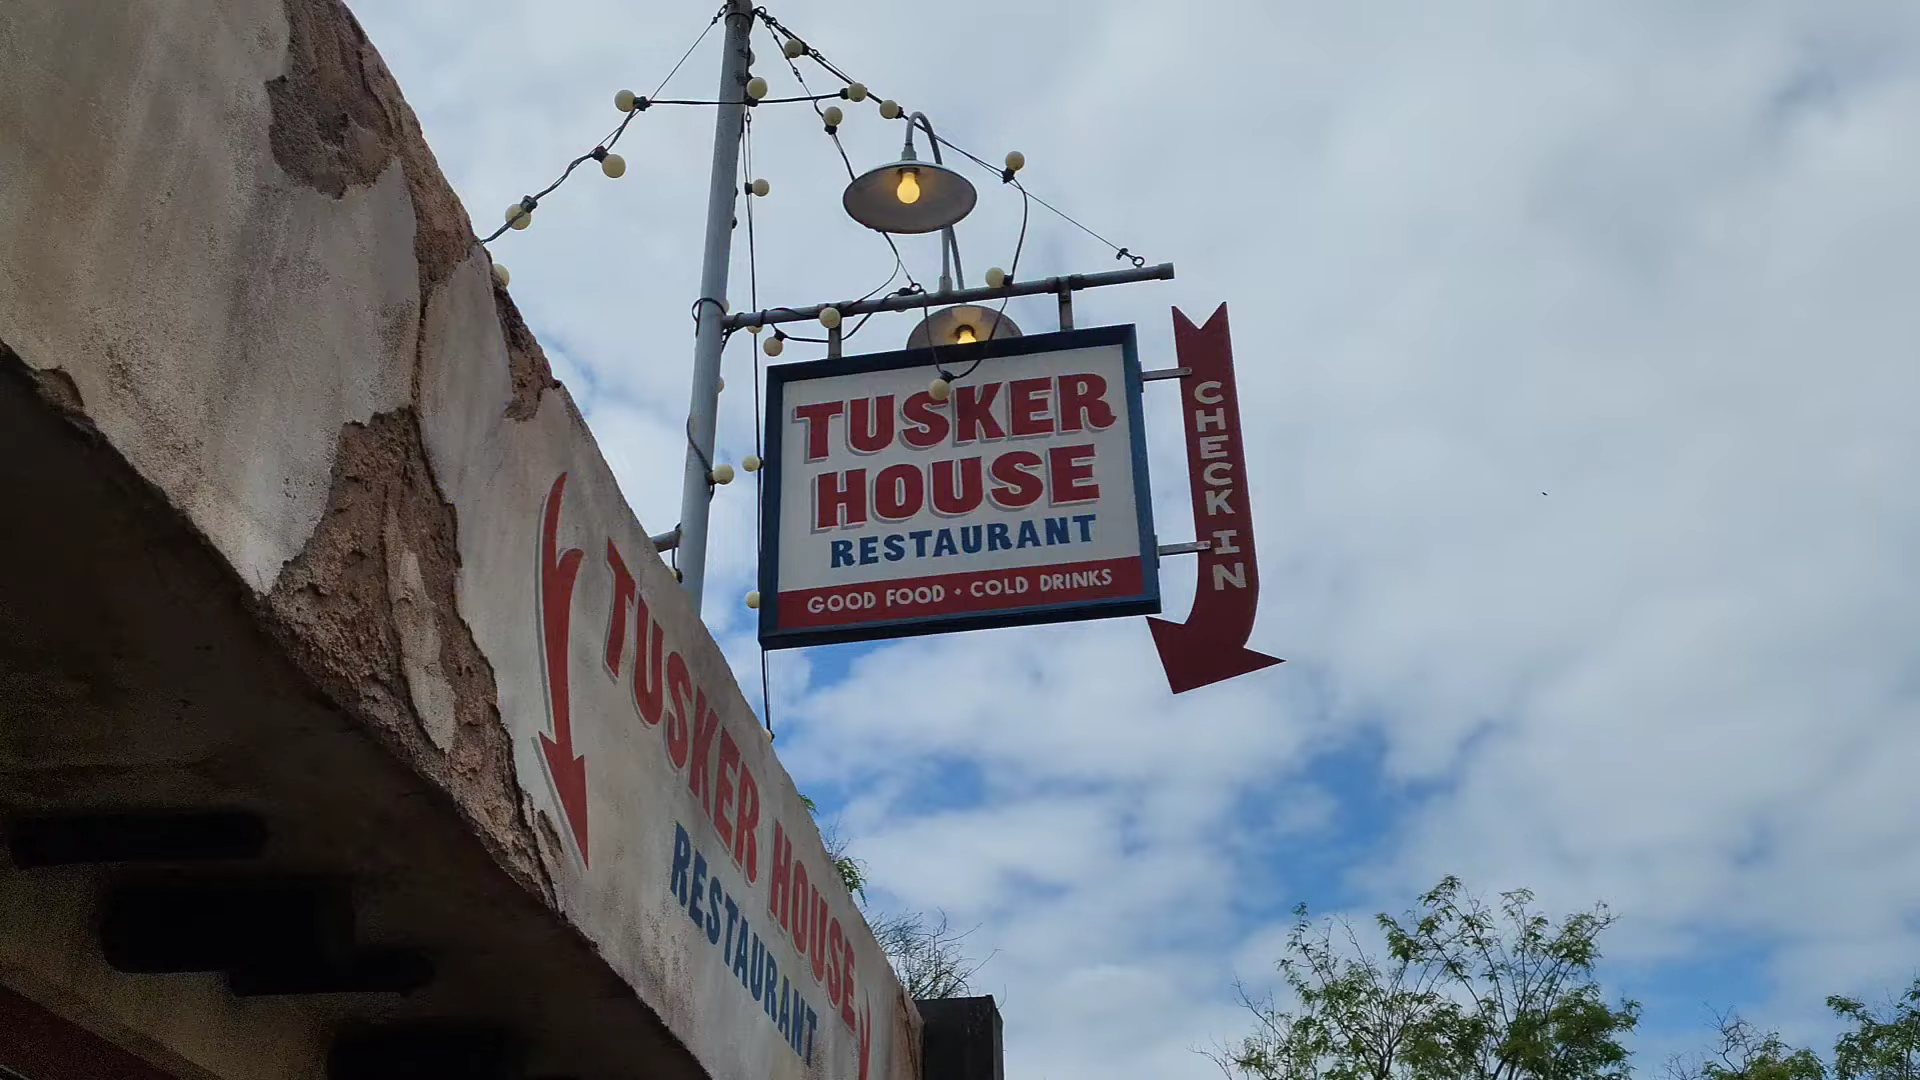 TUSKER
HOUSE
RESTAURANT
GOOD FOOD · COLD DRINKS
CHECK IN
TUSKER HOUSE
RESTAURANT